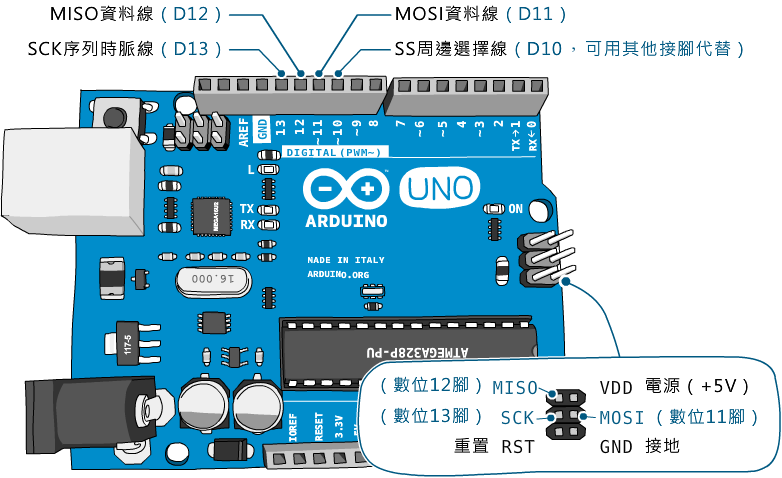 MISO資料線（D12）
MOSI資料線（D11）
SCK序列時脈線（D13）
SS周邊選擇線（D10，可用其他接腳代替）
AREF
GND
13
12
~11
~10
~9
8
7
~6
~5
4
~3
2
TX→1
RX←0
DIGITAL (PWM~)
L
TX
RX
ARDUINO
UNO
™
ON
MADE IN ITALY
ARDUINO.ORG
16.000
117-5
ATMEGA328P-PU
IOREF
RESET
3.3V
（數位12腳）MISO
VDD 電源（+5V）
（數位13腳）SCK
MOSI（數位11腳）
重置 RST
GND 接地